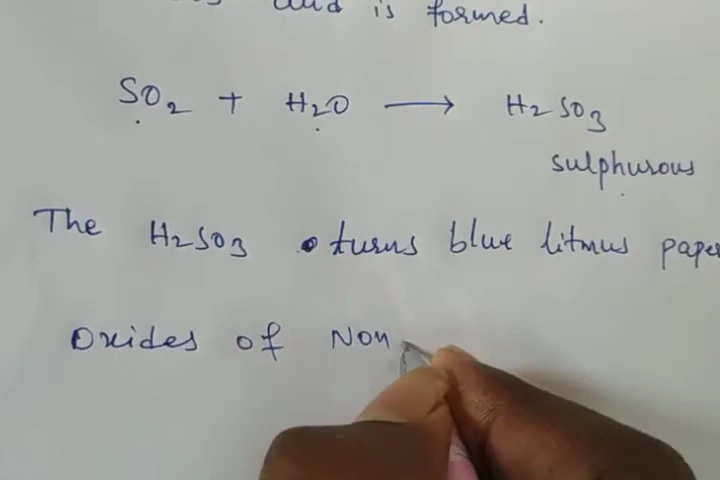 is formed.
SO2 + H2O → H2SO3
sulphurous
The H2SO3 turns blue litmus paper
Oxides of Non